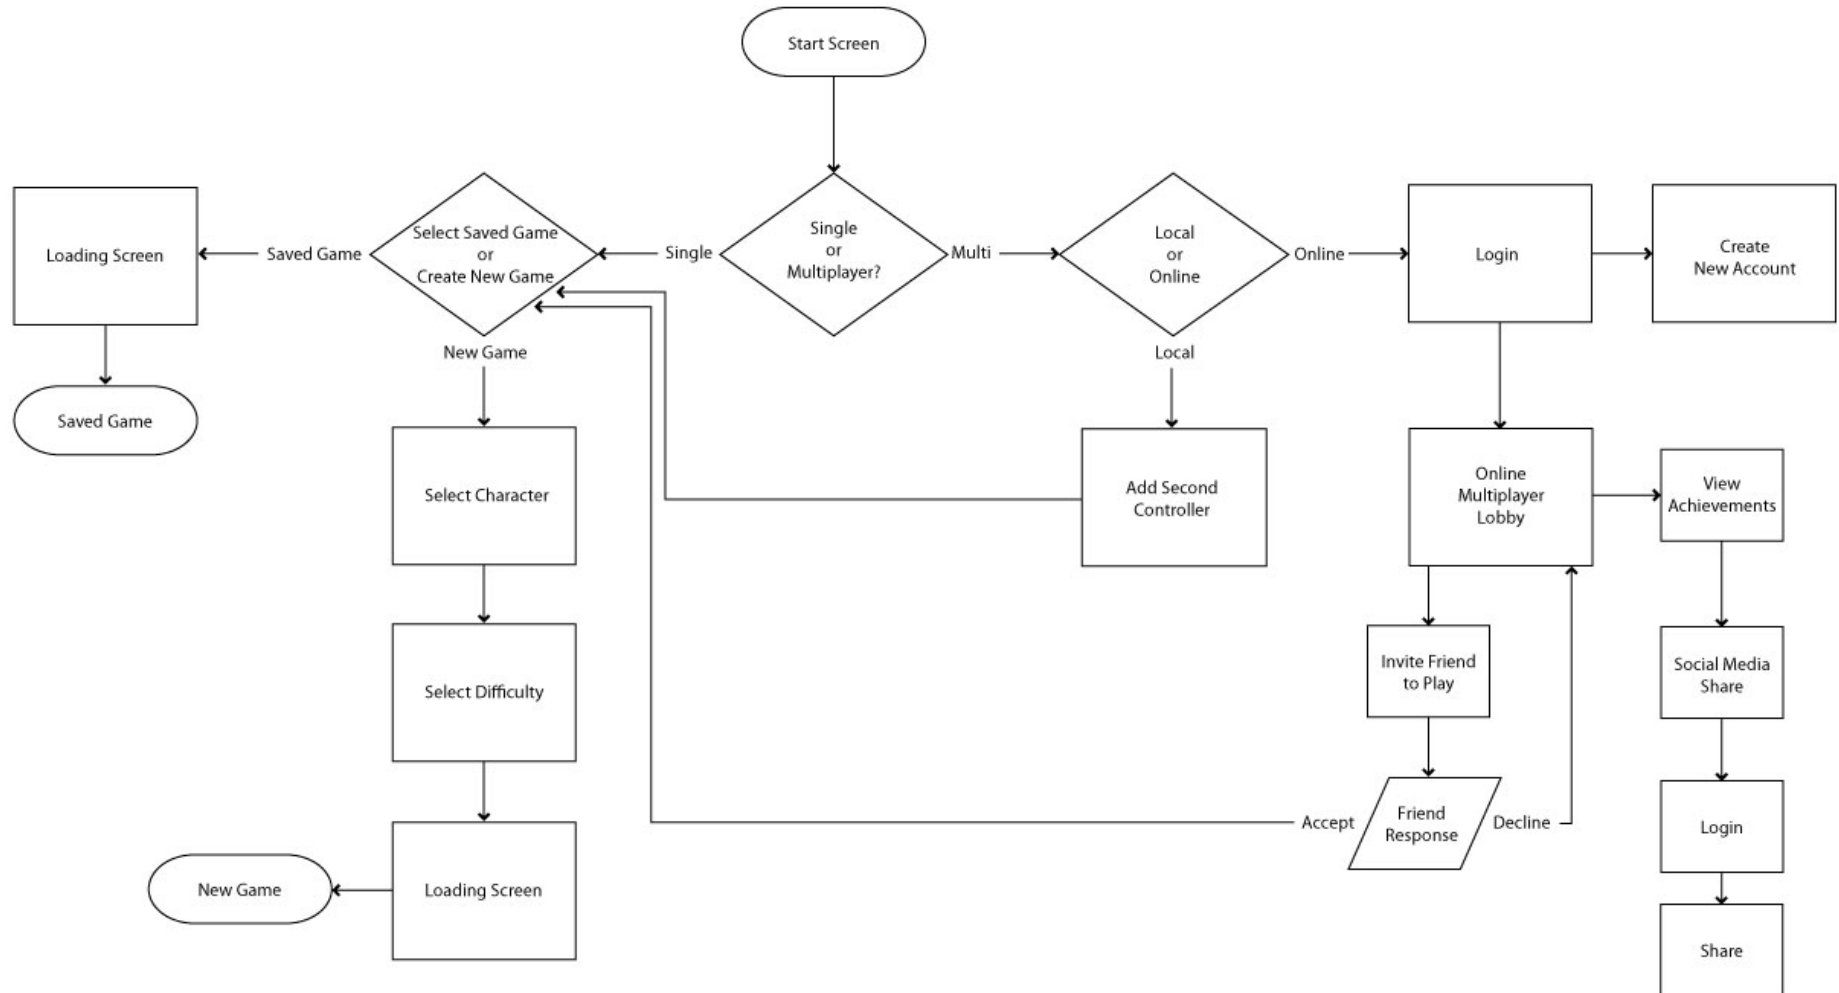 Start Screen
Loading Screen
Saved Game
Select Saved Game
or
Create New Game
Single
Single
or
Multiplayer?
Multi
Local
or
Online
Online
Login
Create
New Account
Saved Game
New Game
Local
Select Character
Add Second
Controller
Online
Multiplayer
Lobby
View
Achievements
Select Difficulty
Invite Friend
to Play
Social Media
Share
Accept
Friend
Response
Decline
Login
New Game
Loading Screen
Share